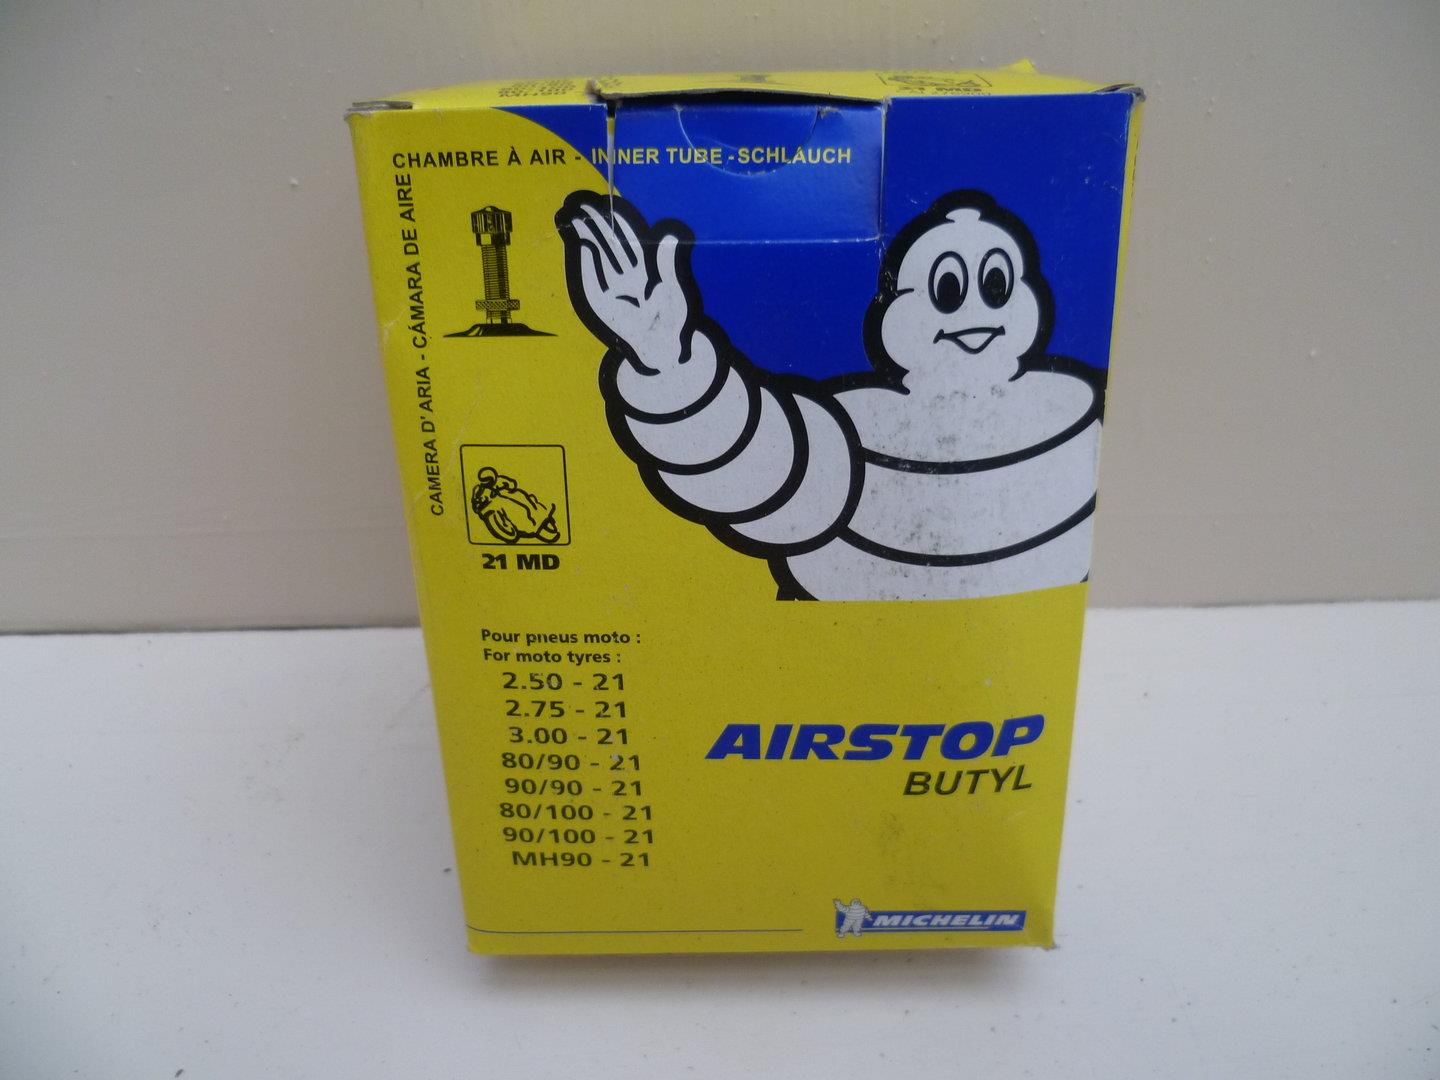 CHAMBRE À AIR - INNER TUBE - SCHLAUCH
CAMERA D'ARIA - CÁMARA DE AIRE
21 MD
Pour pneus moto :
For moto tyres :
2.50 - 21
2.75 - 21
3.00 - 21
80/90 - 21
90/90 - 21
80/100 - 21
90/100 - 21
MH90 - 21
AIRSTOP
BUTYL
MICHELIN